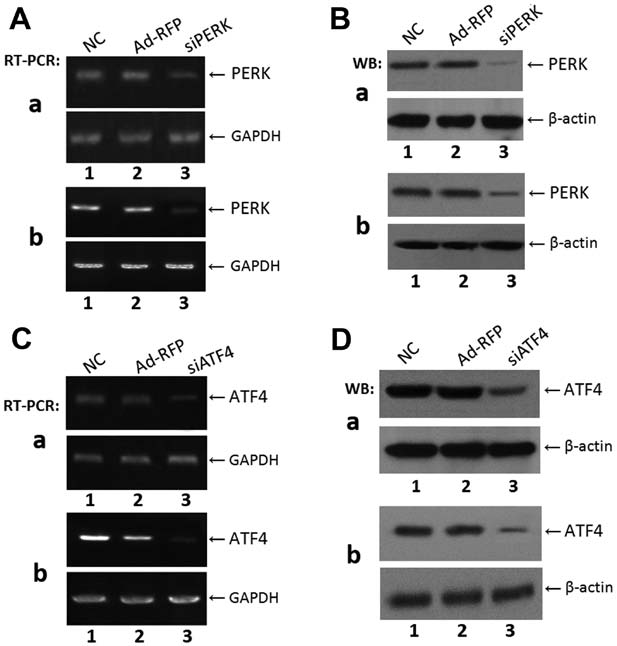 A
NC Ad-RFP siPERK
RT-PCR:
← PERK
a
← GAPDH
1 2 3
← PERK
b
← GAPDH
1 2 3
B
NC Ad-RFP siPERK
WB:
← PERK
a
← β-actin
1 2 3
← PERK
b
← β-actin
1 2 3
C
NC Ad-RFP siATF4
RT-PCR:
← ATF4
a
← GAPDH
1 2 3
← ATF4
b
← GAPDH
1 2 3
D
NC Ad-RFP siATF4
WB:
← ATF4
a
← β-actin
1 2 3
← ATF4
b
← β-actin
1 2 3